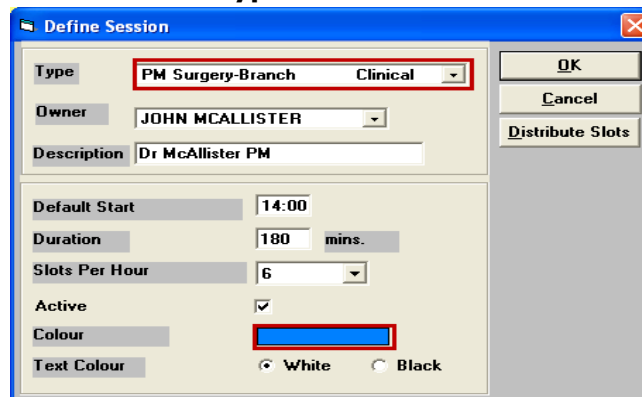 Define Session
Type PM Surgery-Branch Clinical
OK
Owner JOHN MCALLISTER
Cancel
Description Dr McAllister PM
Distribute Slots
Default Start 14:00
Duration 180 mins.
Slots Per Hour 6
Active
Colour
Text Colour White Black